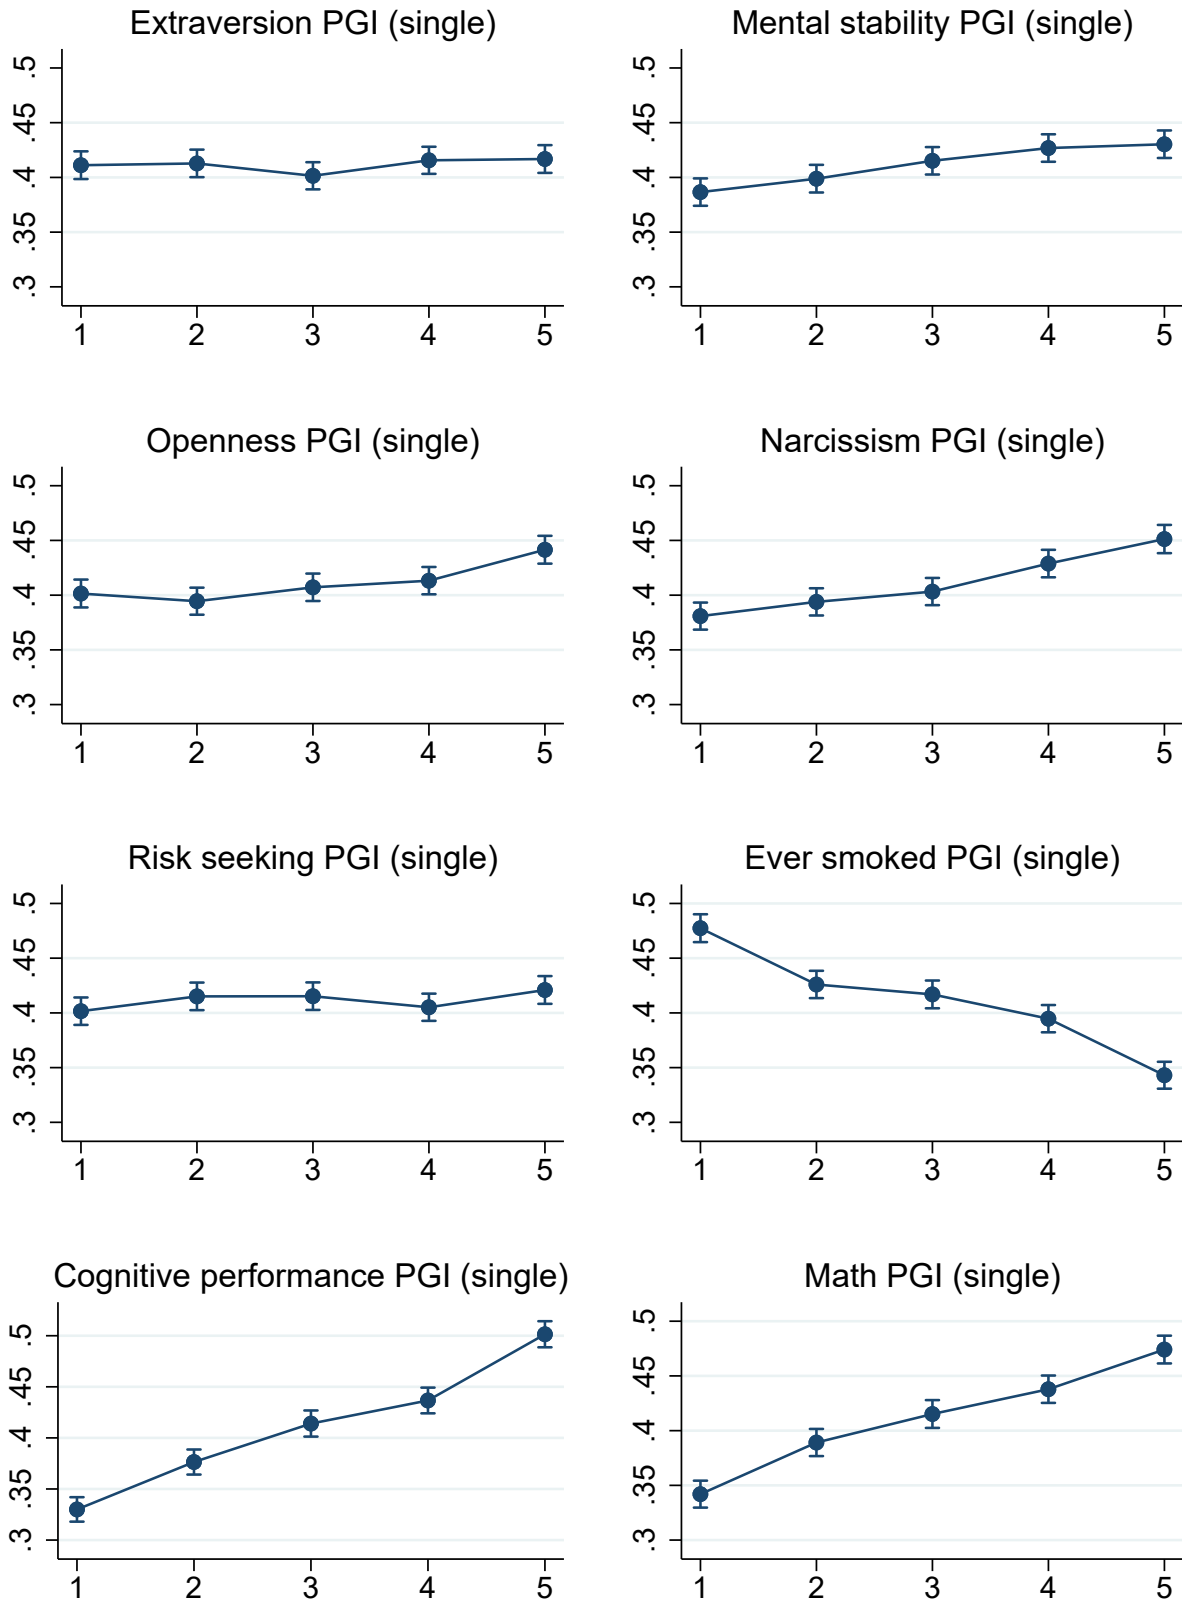 Extraversion PGI (single)
.5
.45
.4
.35
.3
1 2 3 4 5
Mental stability PGI (single)
.5
.45
.4
.35
.3
1 2 3 4 5
Openness PGI (single)
.5
.45
.4
.35
.3
1 2 3 4 5
Narcissism PGI (single)
.5
.45
.4
.35
.3
1 2 3 4 5
Risk seeking PGI (single)
.5
.45
.4
.35
.3
1 2 3 4 5
Ever smoked PGI (single)
.5
.45
.4
.35
.3
1 2 3 4 5
Cognitive performance PGI (single)
.5
.45
.4
.35
.3
1 2 3 4 5
Math PGI (single)
.5
.45
.4
.35
.3
1 2 3 4 5